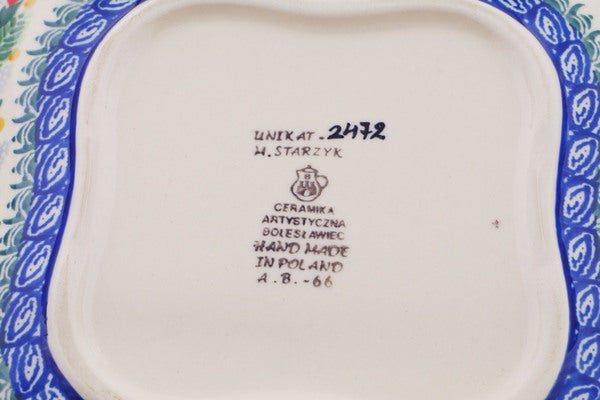 UNIKAT-2472
W. STARZYK
CERAMIKA
ARTYSTYCZNA
BOLESŁAWIEC
HAND MADE
IN POLAND
A.B.-66